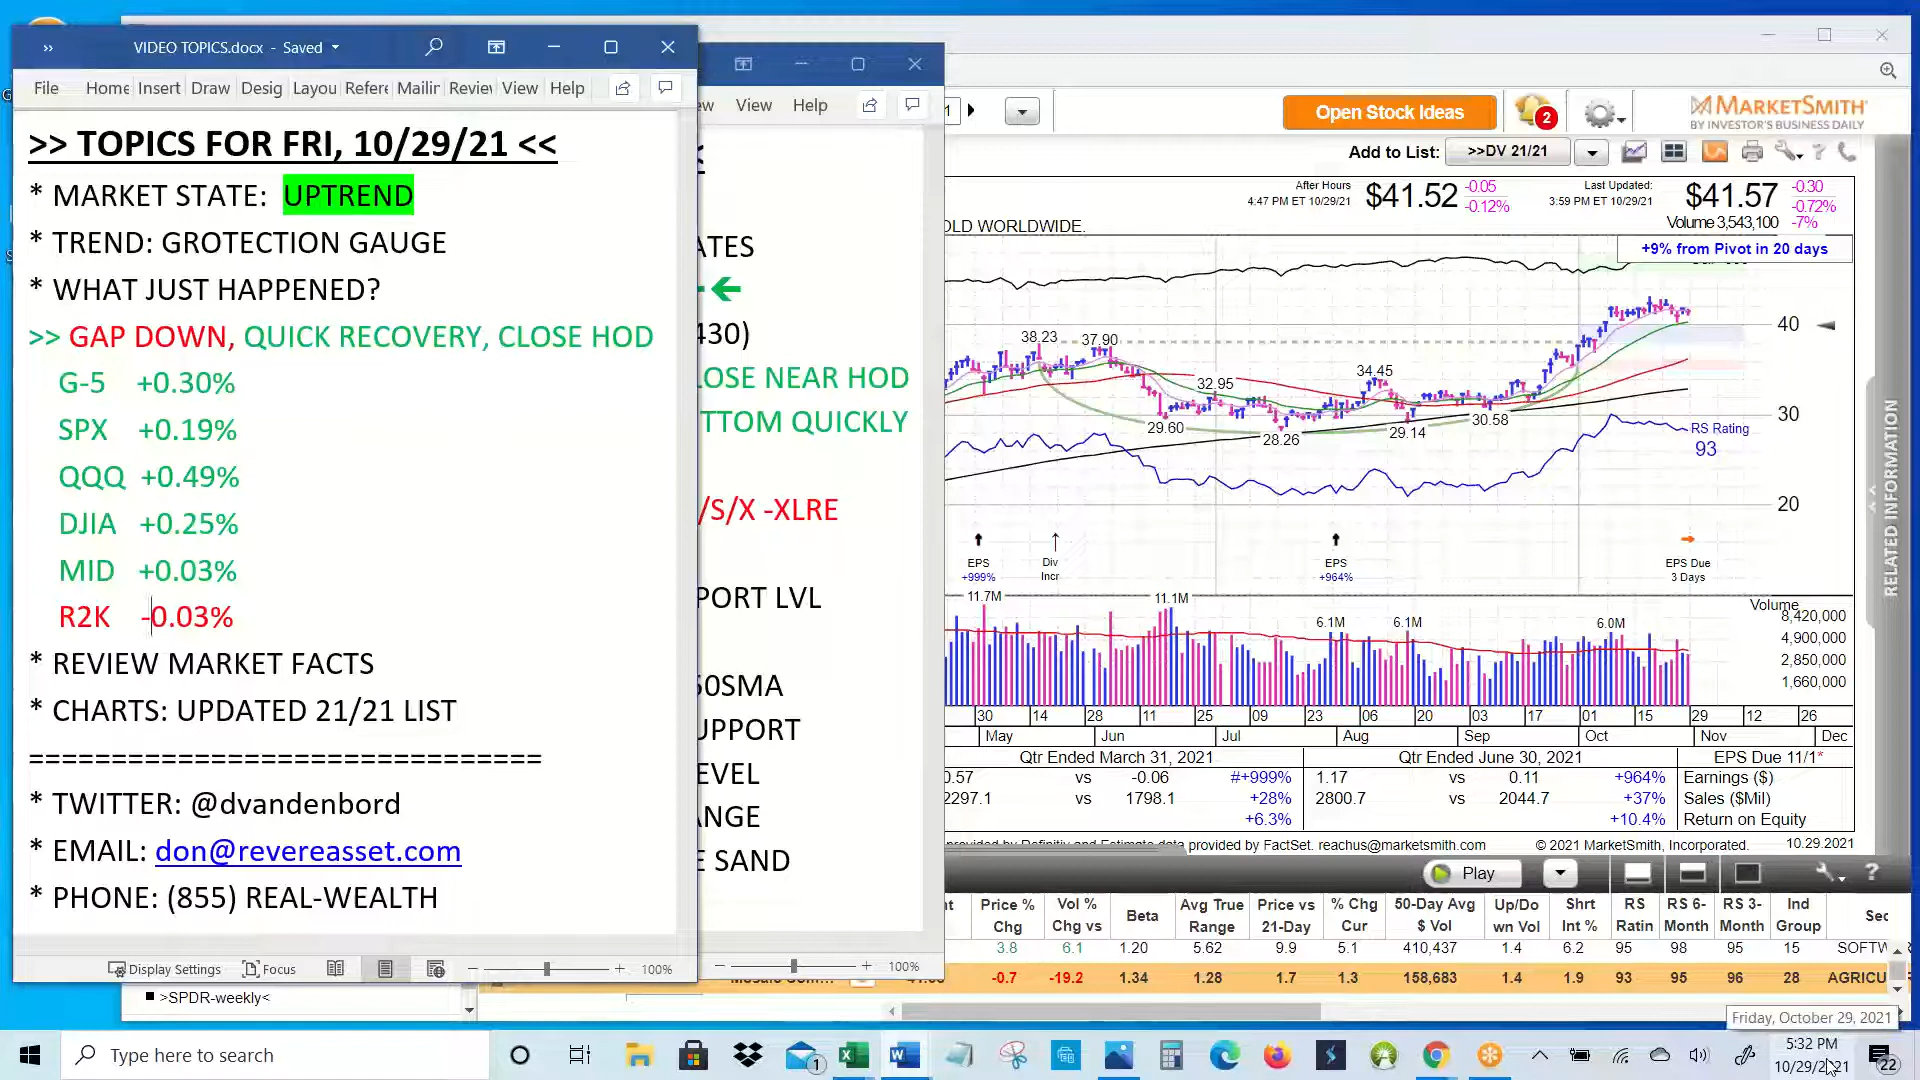 VIDEO TOPICS.docx - Saved
File Home Insert Draw Desig Layou Refere Mailin Review View Help
>> TOPICS FOR FRI, 10/29/21 <<
* MARKET STATE: UPTREND
* TREND: GROTECTION GAUGE
* WHAT JUST HAPPENED?
>> GAP DOWN, QUICK RECOVERY, CLOSE HOD
G-5 +0.30%
SPX +0.19%
QQQ +0.49%
DJIA +0.25%
MID +0.03%
R2K -0.03%
* REVIEW MARKET FACTS
* CHARTS: UPDATED 21/21 LIST
===============================
* TWITTER: @dvandenbord
* EMAIL: don@revereasset.com
* PHONE: (855) REAL-WEALTH
Display Settings Focus 100%
>SPDR-weekly<
View Help
ATES
430)
LOSE NEAR HOD
TTOM QUICKLY
/S/X -XLRE
PORT LVL
50SMA
UPPORT
EVEL
ANGE
E SAND
100%
Open Stock Ideas 2 MARKETSMITH
BY INVESTOR'S BUSINESS DAILY
Add to List: >>DV 21/21
After Hours
4:47 PM ET 10/29/21 $41.52 -0.05
-0.12%
Last Updated:
3:59 PM ET 10/29/21 $41.57 -0.30
-0.72%
Volume 3,543,100 -7%
OLD WORLDWIDE.
+9% from Pivot in 20 days
38.23 37.90 40
34.45
32.95
30
29.60 28.26 29.14 30.58
RS Rating
93
20
EPS
+999%
Div
Incr
EPS
+964%
EPS Due
3 Days
11.7M 11.1M 6.1M 6.1M 6.0M
Volume
8,420,000
4,900,000
2,850,000
1,660,000
30 14 28 11 25 09 23 06 20 03 17 01 15 29 12 26
May Jun Jul Aug Sep Oct Nov Dec
Qtr Ended March 31, 2021 Qtr Ended June 30, 2021 EPS Due 11/1*
0.57 vs -0.06 #+999% 1.17 vs 0.11 +964% Earnings ($)
2297.1 vs 1798.1 +28% 2800.7 vs 2044.7 +37% Sales ($Mil)
+6.3% +10.4% Return on Equity
provided by Refinitiv and Estimate data provided by FactSet. reachus@marketsmith.com © 2021 MarketSmith, Incorporated. 10.29.2021
RELATED INFORMATION
Play
Price % Chg Vol % Chg vs Beta Avg True Range Price vs 21-Day % Chg Cur 50-Day Avg $ Vol Up/Do wn Vol Shrt Int % RS Ratin RS 6-Month RS 3-Month Ind Group Sec
3.8 6.1 1.20 5.62 9.9 5.1 410,437 1.4 6.2 95 98 95 15 SOFTW
-0.7 -19.2 1.34 1.28 1.7 1.3 158,683 1.4 1.9 93 95 96 28 AGRICU
Friday, October 29, 2021
Type here to search
1
5:32 PM
10/29/2021
22